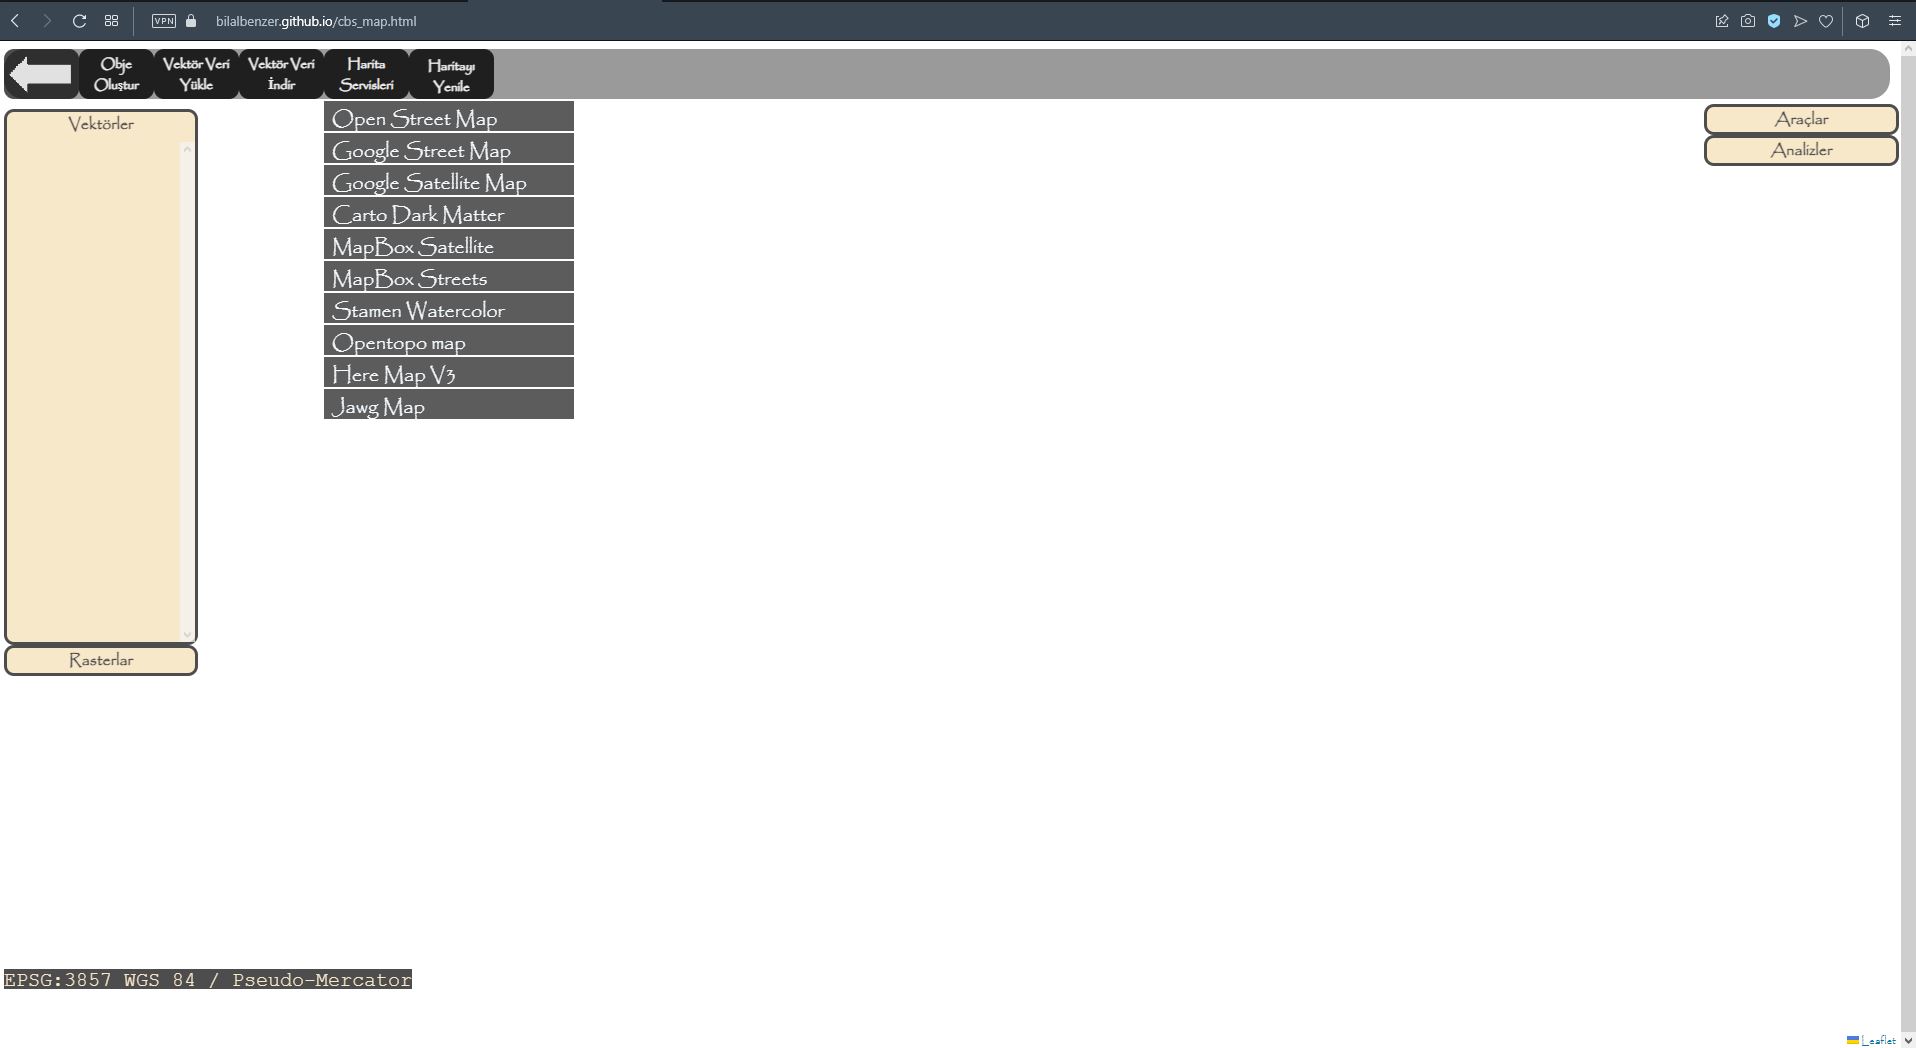 VPN bilalbenzer.github.io/cbs_map.html
Obje
Oluştur
Vektör Veri
Yükle
Vektör Veri
İndir
Harita
Servisleri
Haritayı
Yenile
Vektörler
Open Street Map
Google Street Map
Google Satellite Map
Carto Dark Matter
MapBox Satellite
MapBox Streets
Stamen Watercolor
Opentopo map
Here Map V3
Jawg Map
Araçlar
Analizler
Rasterlar
EPSG:3857 WGS 84 / Pseudo-Mercator
Leaflet